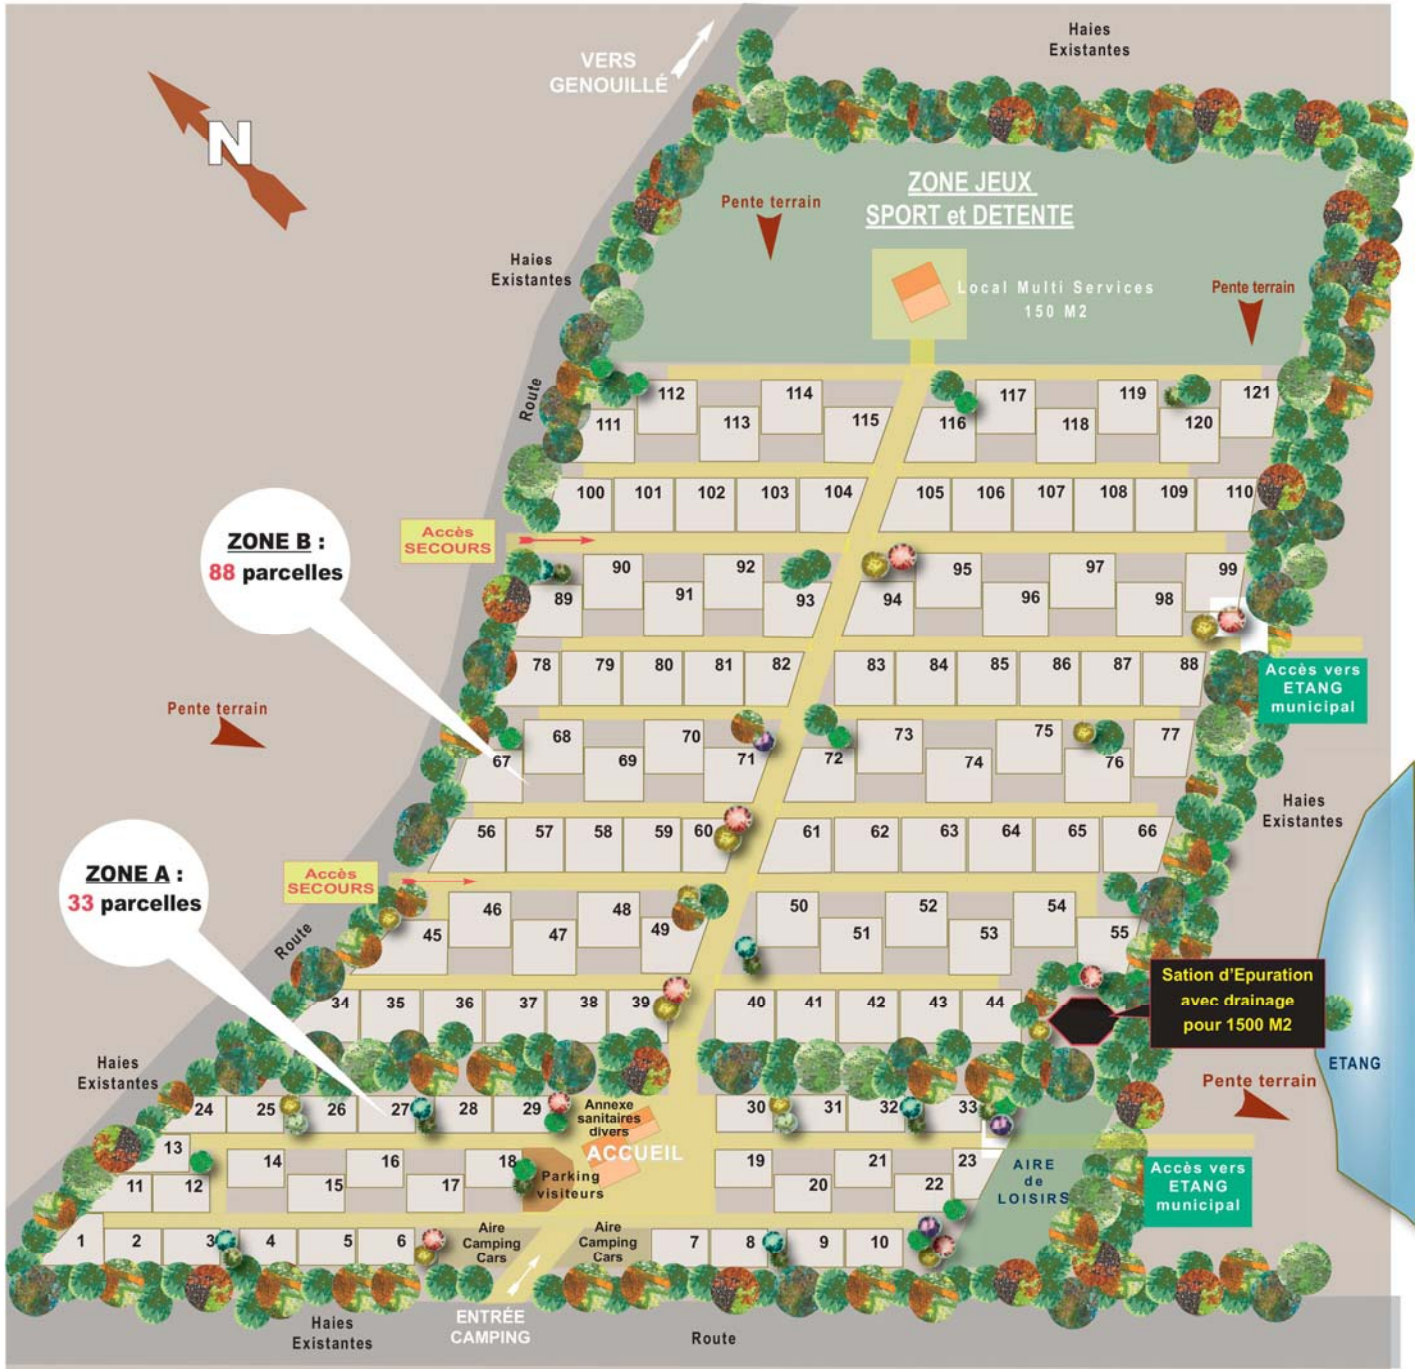 Haies
Existantes
VERS
GENOUILLÉ
N
ZONE JEUX
SPORT et DETENTE
Pente terrain
Haies
Existantes
Local Multi Services
150 M2
Pente terrain
Route
112
114
117
119
121
111
113
115
116
118
120
100
101
102
103
104
105
106
107
108
109
110
Accès
SECOURS
ZONE B :
88 parcelles
90
92
95
97
99
89
91
93
94
96
98
78
79
80
81
82
83
84
85
86
87
88
Accès vers
ETANG
municipal
Pente terrain
68
70
73
75
77
67
69
71
72
74
76
Haies
Existantes
56
57
58
59
60
61
62
63
64
65
66
ZONE A :
33 parcelles
Accès
SECOURS
46
48
50
52
54
45
47
49
51
53
55
Route
Sation d'Epuration
avec drainage
pour 1500 M2
34
35
36
37
38
39
40
41
42
43
44
ETANG
Haies
Existantes
Pente terrain
24
25
26
27
28
29
Annexe
sanitaires
divers
30
31
32
33
13
14
16
18
ACCUEIL
19
21
23
AIRE
de
LOISIRS
Accès vers
ETANG
municipal
11
12
15
17
Parking
visiteurs
20
22
1
2
3
4
5
6
Aire
Camping
Cars
Aire
Camping
Cars
7
8
9
10
Haies
Existantes
ENTRÉE
CAMPING
Route